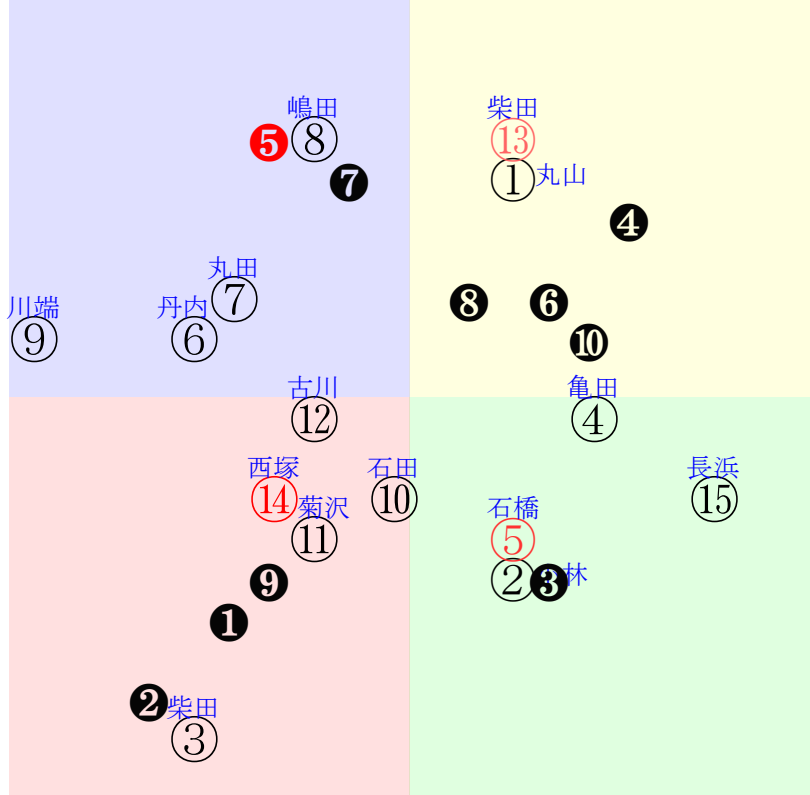 嶋田
柴田
❺
⑧
⑬
❼
①
丸山
❹
丸田
川端
丹内
⑦
❽
❻
⑨
⑥
❿
古川
亀田
⑫
④
西塚
石田
長浜
⑭
菊沢
⑩
石橋
⑮
⑪
⑤
❾
②
❸
林
❶
❷
柴田
③